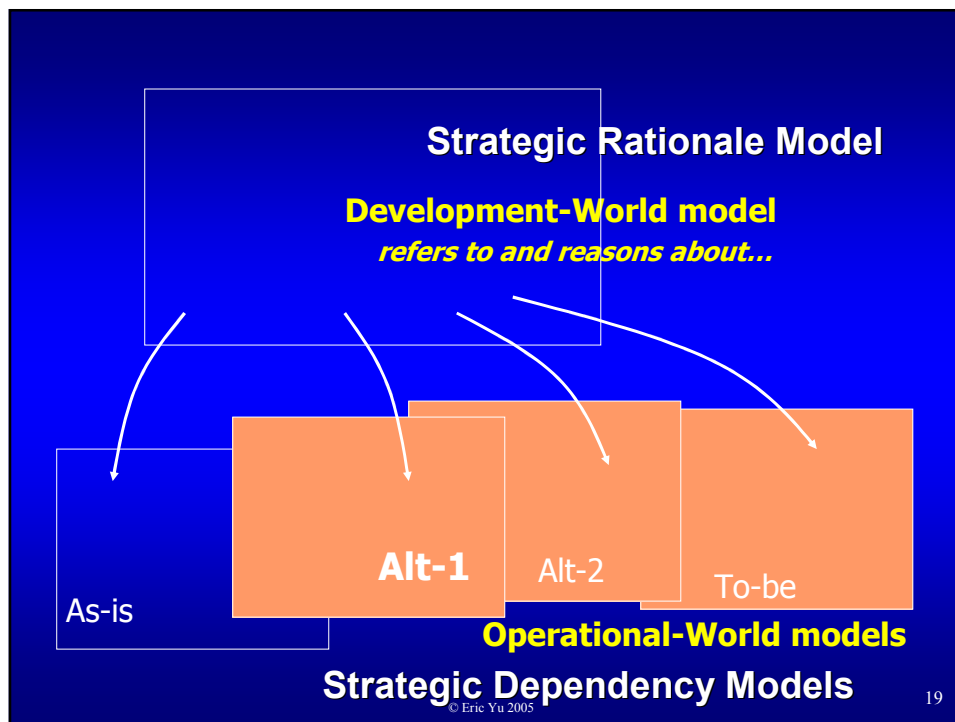 Strategic Rationale Model
Development-World model
refers to and reasons about...
As-is
Alt-1
Alt-2
To-be
Operational-World models
Strategic Dependency Models
© Eric Yu 2005
19